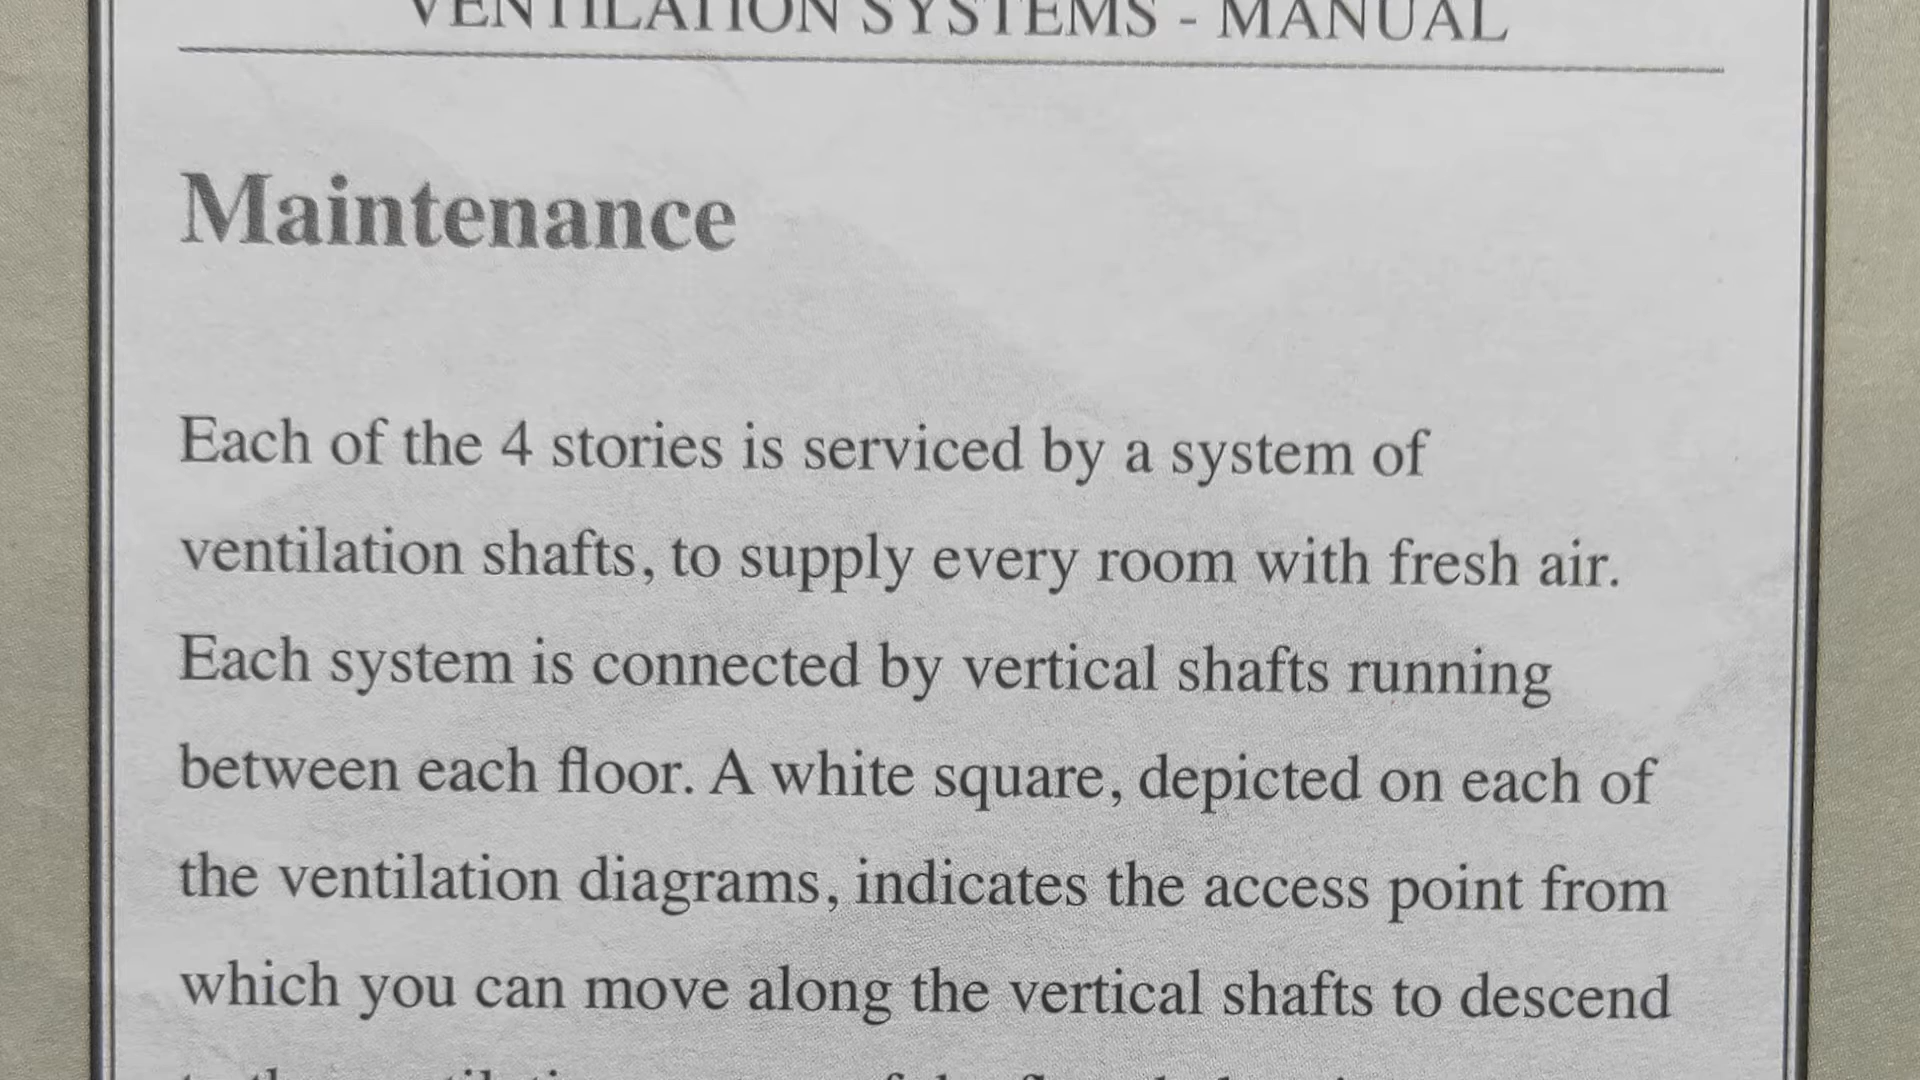 VENTILATION SYSTEMS - MANUAL
Maintenance
Each of the 4 stories is serviced by a system of
ventilation shafts, to supply every room with fresh air.
Each system is connected by vertical shafts running
between each floor. A white square, depicted on each of
the ventilation diagrams, indicates the access point from
which you can move along the vertical shafts to descend